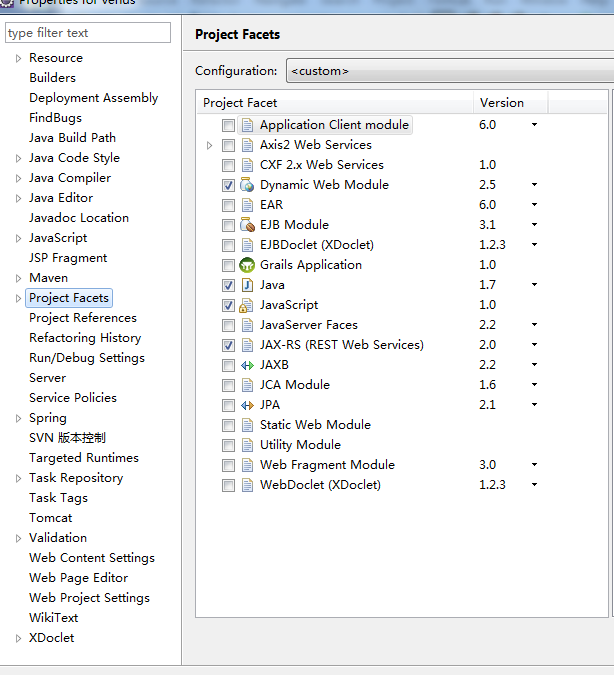 Properties for venus
type filter text
Resource
Builders
Deployment Assembly
FindBugs
Java Build Path
Java Code Style
Java Compiler
Java Editor
Javadoc Location
JavaScript
JSP Fragment
Maven
Project Facets
Project References
Refactoring History
Run/Debug Settings
Server
Service Policies
Spring
SVN 版本控制
Targeted Runtimes
Task Repository
Task Tags
Tomcat
Validation
Web Content Settings
Web Page Editor
Web Project Settings
WikiText
XDoclet
Project Facets
Configuration: <custom>
Project Facet Version
Application Client module 6.0
Axis2 Web Services
CXF 2.x Web Services 1.0
Dynamic Web Module 2.5
EAR 6.0
EJB Module 3.1
EJBDoclet (XDoclet) 1.2.3
Grails Application 1.0
Java 1.7
JavaScript 1.0
JavaServer Faces 2.2
JAX-RS (REST Web Services) 2.0
JAXB 2.2
JCA Module 1.6
JPA 2.1
Static Web Module
Utility Module
Web Fragment Module 3.0
WebDoclet (XDoclet) 1.2.3